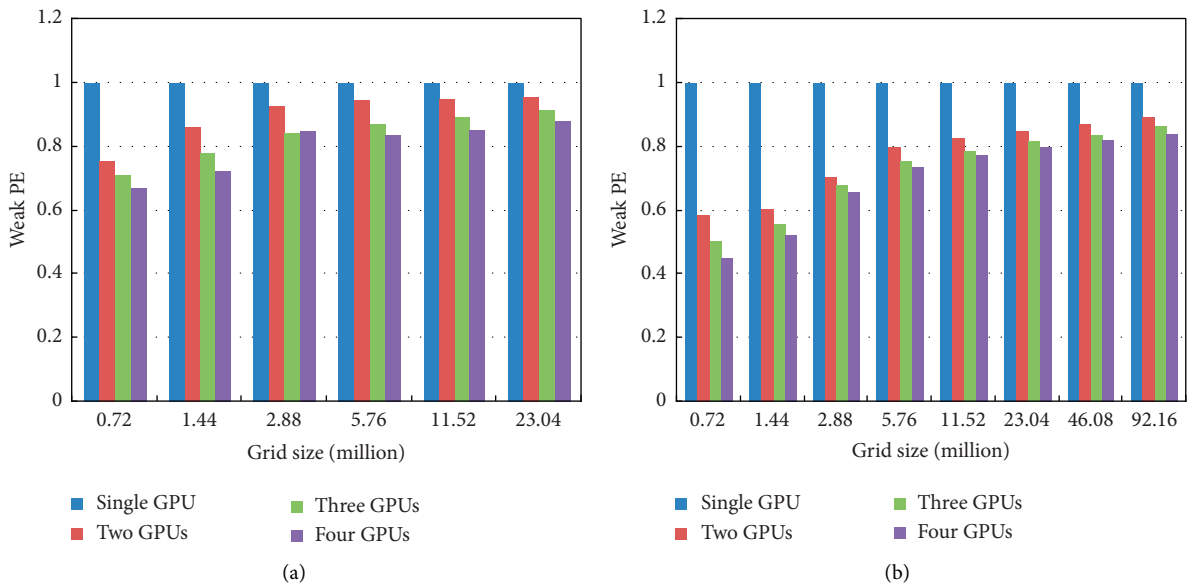 1.2
1
0.8
0.6
0.4
0.2
0
Weak PE
0.72 1.44 2.88 5.76 11.52 23.04
Grid size (million)
Single GPU Three GPUs
Two GPUs Four GPUs
(a)
1.2
1
0.8
0.6
0.4
0.2
0
Weak PE
0.72 1.44 2.88 5.76 11.52 23.04 46.08 92.16
Grid size (million)
Single GPU Three GPUs
Two GPUs Four GPUs
(b)